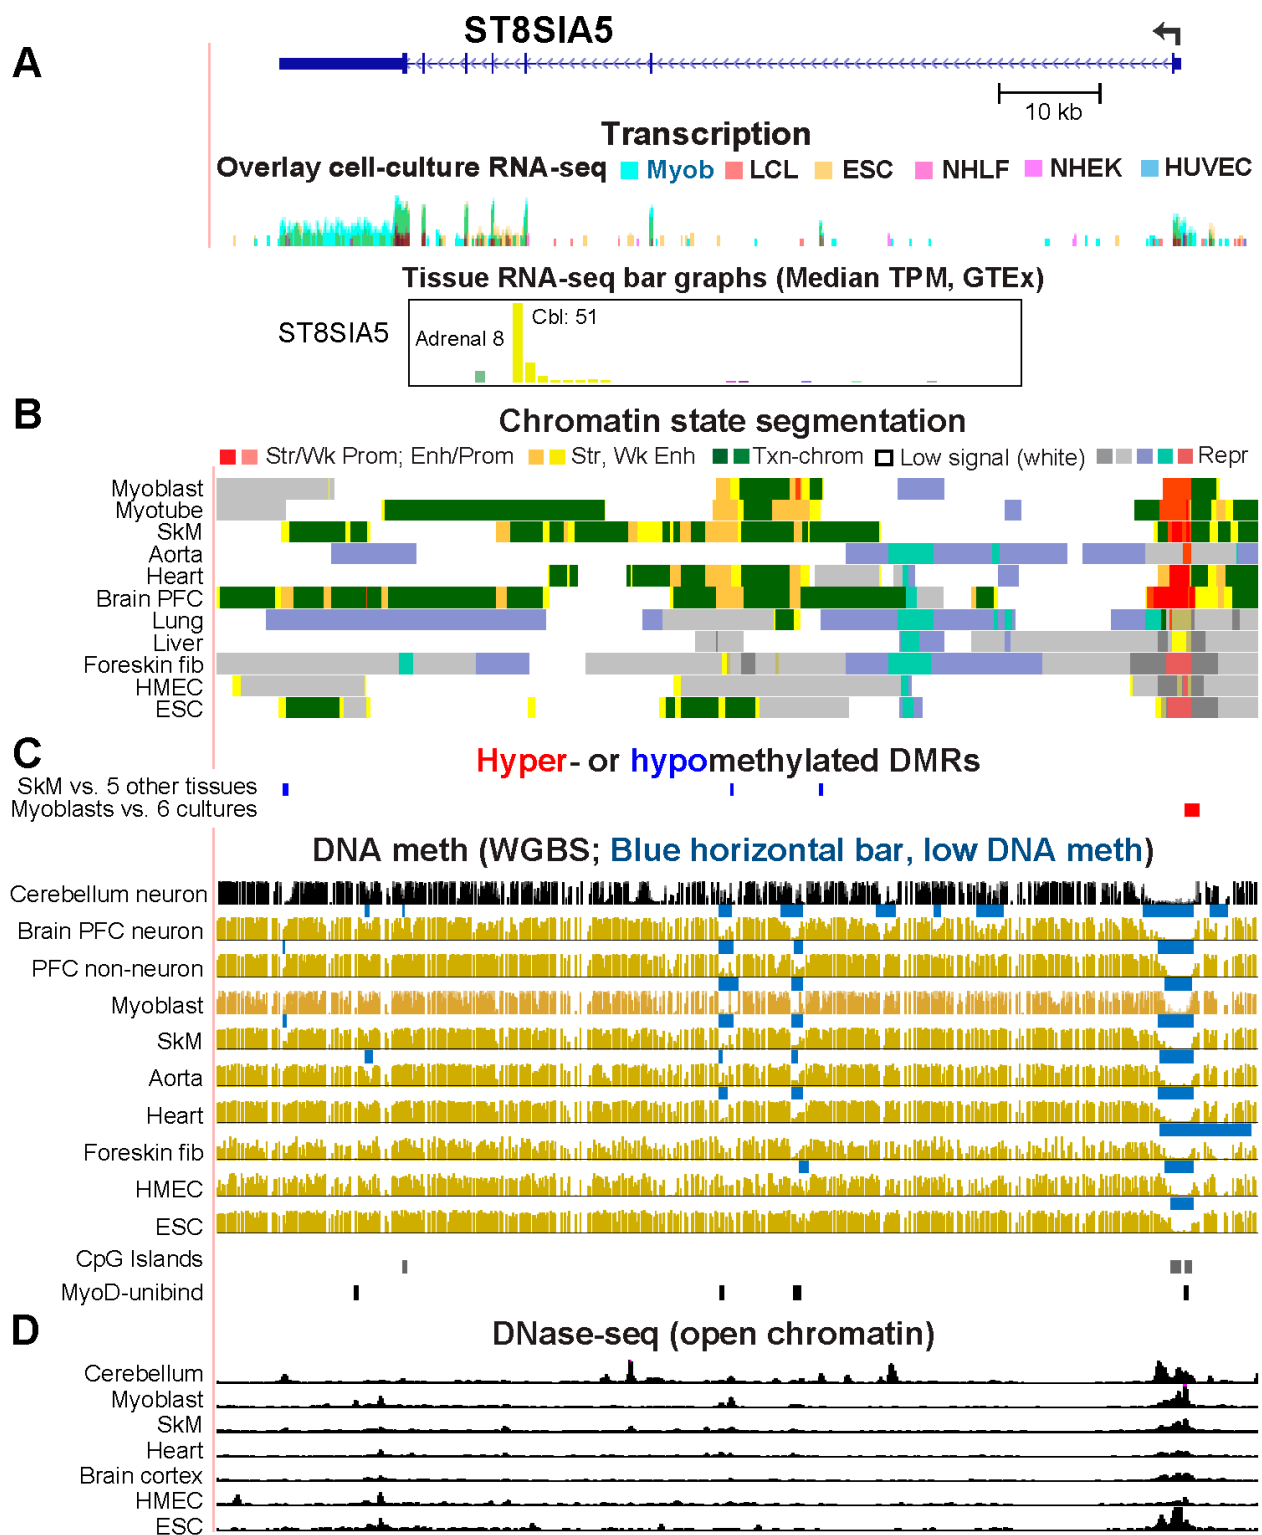 ST8SIA5
A
10 kb
Transcription
Overlay cell-culture RNA-seq Myob LCL ESC NHLF NHEK HUVEC
Tissue RNA-seq bar graphs (Median TPM, GTEx)
ST8SIA5
Adrenal 8
Cbl: 51
B
Chromatin state segmentation
Str/Wk Prom; Enh/Prom Str, Wk Enh Txn-chrom Low signal (white) Repr
Myoblast
Myotube
SkM
Aorta
Heart
Brain PFC
Lung
Liver
Foreskin fib
HMEC
ESC
C
Hyper- or hypomethylated DMRs
SkM vs. 5 other tissues
Myoblasts vs. 6 cultures
DNA meth (WGBS; Blue horizontal bar, low DNA meth)
Cerebellum neuron
Brain PFC neuron
PFC non-neuron
Myoblast
SkM
Aorta
Heart
Foreskin fib
HMEC
ESC
CpG Islands
MyoD-unibind
D
DNase-seq (open chromatin)
Cerebellum
Myoblast
SkM
Heart
Brain cortex
HMEC
ESC